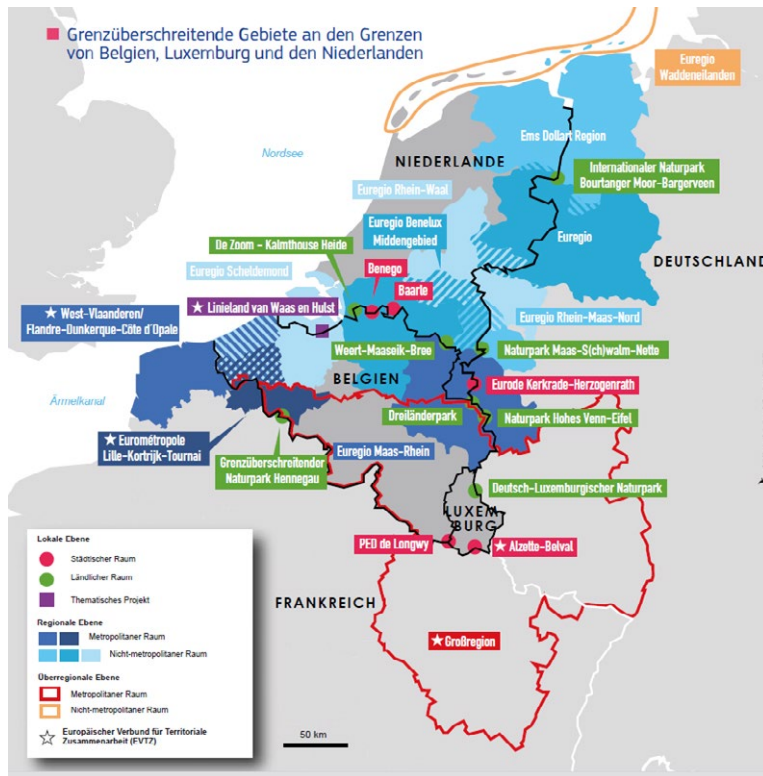 Grenzüberschreitende Gebiete an den Grenzen
von Belgien, Luxemburg und den Niederlanden
Euregio
Waddeneilanden
Ems Dollart Region
Nordsee
NIEDERLANDE
Internationaler Naturpark
Bourtanger Moor-Bargerveen
Euregio Rhein-Waal
Euregio Benelux
Middengebied
Euregio
De Zoom - Kalmthouse Heide
DEUTSCHLAND
Benego
Euregio Scheldemond
Baarle
Linieland van Waas en Hulst
West-Vlaanderen/
Flandre-Dunkerque-Côte d'Opale
Euregio Rhein-Maas-Nord
Weert-Maaseik-Bree
Naturpark Maas-S(ch)walm-Nette
BELGIEN
Eurode Kerkrade-Herzogenrath
Ärmelkanal
Dreiländerpark
Naturpark Hohes Venn-Eifel
Eurométropole
Lille-Kortrijk-Tournai
Euregio Maas-Rhein
Grenzüberschreitender
Naturpark Hennegau
Deutsch-Luxemburgischer Naturpark
LUXEM
BURG
PED de Longwy
Alzette-Belval
FRANKREICH
Großregion
Lokale Ebene
Städtischer Raum
Ländlicher Raum
Thematisches Projekt
Regionale Ebene
Metropolitaner Raum
Nicht-metropolitaner Raum
Überregionale Ebene
Metropolitaner Raum
Nicht-metropolitaner Raum
Europäischer Verbund für Territoriale
Zusammenarbeit (EVTZ)
50 km